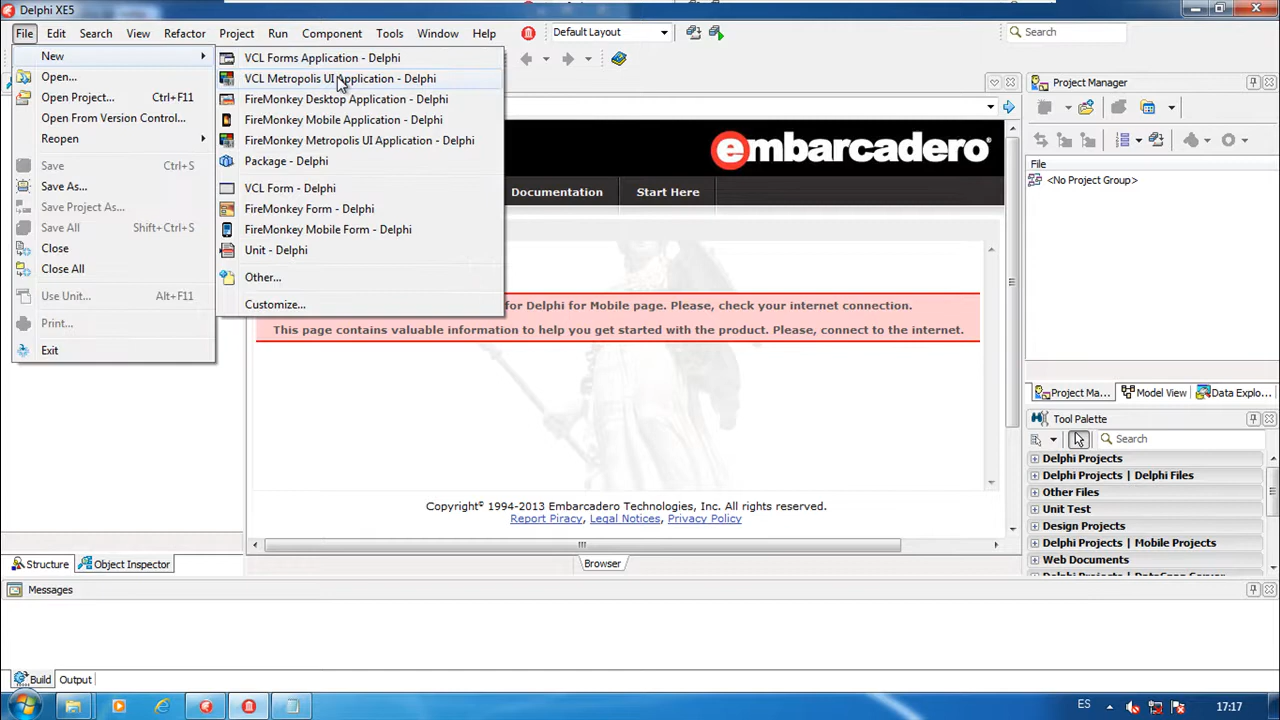 Delphi XE5
File Edit Search View Refactor Project Run Component Tools Window Help Default Layout Search
New
Open...
Open Project... Ctrl+F11
Open From Version Control...
Reopen
Save Ctrl+S
Save As...
Save Project As...
Save All Shift+Ctrl+S
Close
Close All
Use Unit... Alt+F11
Print...
Exit
VCL Forms Application - Delphi
VCL Metropolis UI Application - Delphi
FireMonkey Desktop Application - Delphi
FireMonkey Mobile Application - Delphi
FireMonkey Metropolis UI Application - Delphi
Package - Delphi
VCL Form - Delphi
FireMonkey Form - Delphi
FireMonkey Mobile Form - Delphi
Unit - Delphi
Other...
Customize...
embarcadero
Documentation Start Here
for Delphi for Mobile page. Please, check your internet connection.
This page contains valuable information to help you get started with the product. Please, connect to the internet.
Copyright© 1994-2013 Embarcadero Technologies, Inc. All rights reserved.
Report Piracy, Legal Notices, Privacy Policy
Structure Object Inspector
Browser
Project Manager
File
<No Project Group>
Project Ma... Model View Data Explo...
Tool Palette
Search
Delphi Projects
Delphi Projects | Delphi Files
Other Files
Unit Test
Design Projects
Delphi Projects | Mobile Projects
Web Documents
Delphi Projects | DataSnap Server
Messages
Build Output
ES 17:17